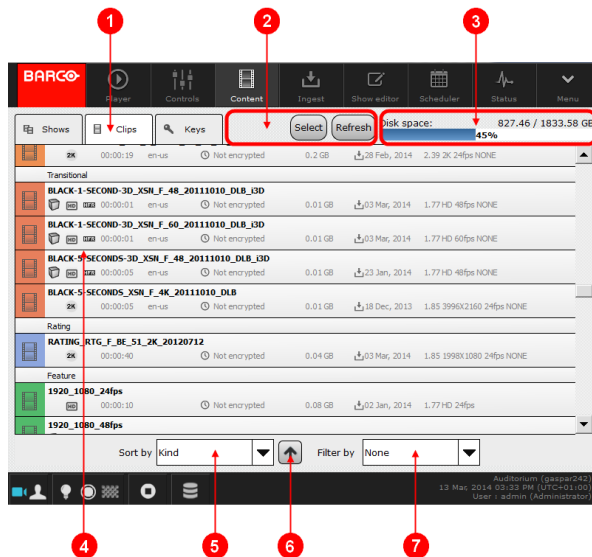 1 2 3
BARCO
Player Controls Content Ingest Show editor Scheduler Status Menu
Shows Clips Keys Select Refresh Disk space: 827.46 / 1833.58 GB
45%
2K 00:00:19 en-us Not encrypted 0.2 GB 28 Feb, 2014 2.39 2K 24fps NONE
Transitional
BLACK-1-SECOND-3D_XSN_F_48_20111010_DLB_i3D
HD 00:00:01 en-us Not encrypted 0.01 GB 03 Mar, 2014 1.77 HD 48fps NONE
BLACK-1-SECOND-3D_XSN_F_60_20111010_DLB_i3D
HD 00:00:01 en-us Not encrypted 0.01 GB 03 Mar, 2014 1.77 HD 60fps NONE
BLACK-5-SECONDS-3D_XSN_F_48_20111010_DLB_i3D
HD 00:00:05 en-us Not encrypted 0.01 GB 23 Jan, 2014 1.77 HD 48fps NONE
BLACK-5-SECONDS_XSN_F_4K_20111010_DLB
2K 00:00:05 en-us Not encrypted 0.01 GB 18 Dec, 2013 1.85 3996X2160 24fps NONE
Rating
RATING_RTG_F_BE_51_2K_20120712
2K 00:00:40 Not encrypted 0.04 GB 03 Mar, 2014 1.85 1998X1080 24fps NONE
Feature
1920_1080_24fps
HD 00:00:10 Not encrypted 0.08 GB 02 Jan, 2014 1.77 HD 24fps
1920_1080_48fps
Sort by Kind Filter by None
Auditorium (gaspar242)
13 Mar, 2014 03:33 PM (UTC+01:00)
User : admin (Administrator)
4 5 6 7